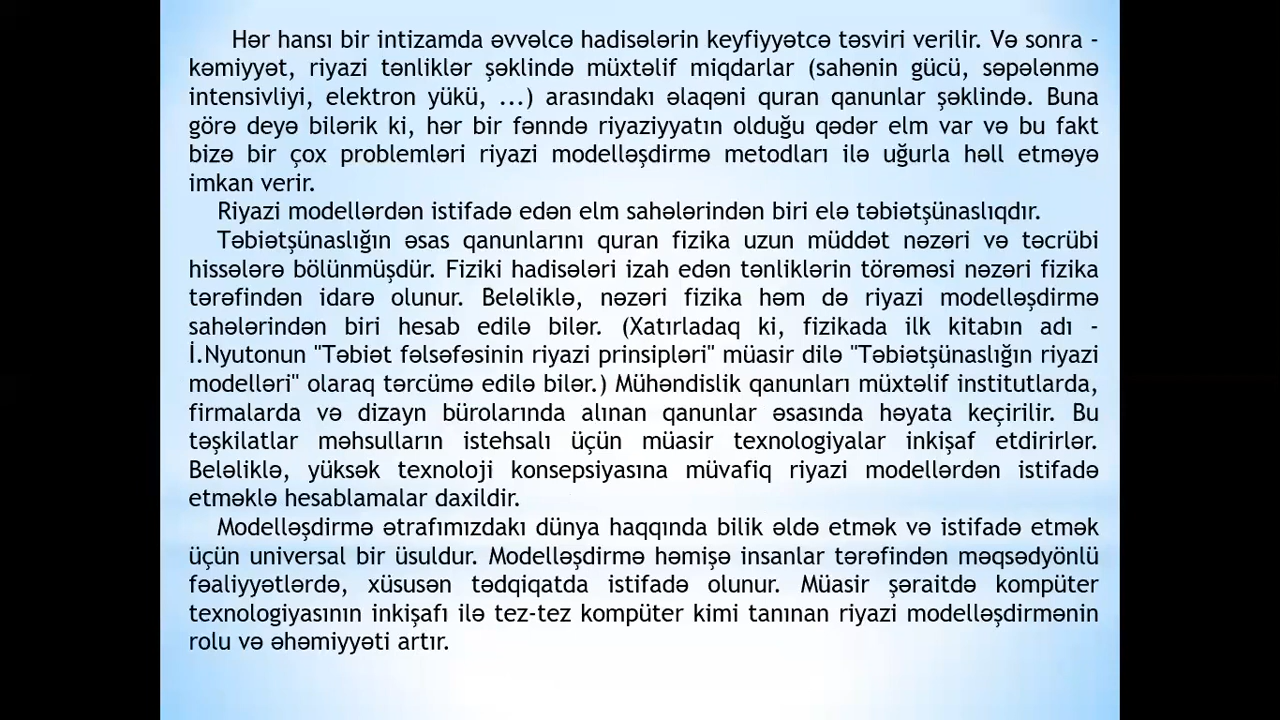 Hər hansı bir intizamda əvvəlcə hadisələrin keyfiyyətcə təsviri verilir. Və sonra -
kəmiyyət, riyazi tənliklər şəklində müxtəlif miqdarlar (sahənin gücü, səpələnmə
intensivliyi, elektron yükü, ...) arasındakı əlaqəni quran qanunlar şəklində. Buna
görə deyə bilərik ki, hər bir fənndə riyaziyyatın olduğu qədər elm var və bu fakt
bizə bir çox problemləri riyazi modelləşdirmə metodları ilə uğurla həll etməyə
imkan verir.
Riyazi modellərdən istifadə edən elm sahələrindən biri elə təbiətşünaslıqdır.
Təbiətşünaslığın əsas qanunlarını quran fizika uzun müddət nəzəri və təcrübi
hissələrə bölünmüşdür. Fiziki hadisələri izah edən tənliklərin törəməsi nəzəri fizika
tərəfindən idarə olunur. Beləliklə, nəzəri fizika həm də riyazi modelləşdirmə
sahələrindən biri hesab edilə bilər. (Xatırladaq ki, fizikada ilk kitabın adı -
İ.Nyutonun "Təbiət fəlsəfəsinin riyazi prinsipləri" müasir dilə "Təbiətşünaslığın riyazi
modelləri" olaraq tərcümə edilə bilər.) Mühəndislik qanunları müxtəlif institutlarda,
firmalarda və dizayn bürolarında alınan qanunlar əsasında həyata keçirilir. Bu
təşkilatlar məhsulların istehsalı üçün müasir texnologiyalar inkişaf etdirirlər.
Beləliklə, yüksək texnoloji konsepsiyasına müvafiq riyazi modellərdən istifadə
etməklə hesablamalar daxildir.
Modelləşdirmə ətrafımızdakı dünya haqqında bilik əldə etmək və istifadə etmək
üçün universal bir üsuldur. Modelləşdirmə həmişə insanlar tərəfindən məqsədyönlü
fəaliyyətlərdə, xüsusən tədqiqatda istifadə olunur. Müasir şəraitdə kompüter
texnologiyasının inkişafı ilə tez-tez kompüter kimi tanınan riyazi modelləşdirmənin
rolu və əhəmiyyəti artır.